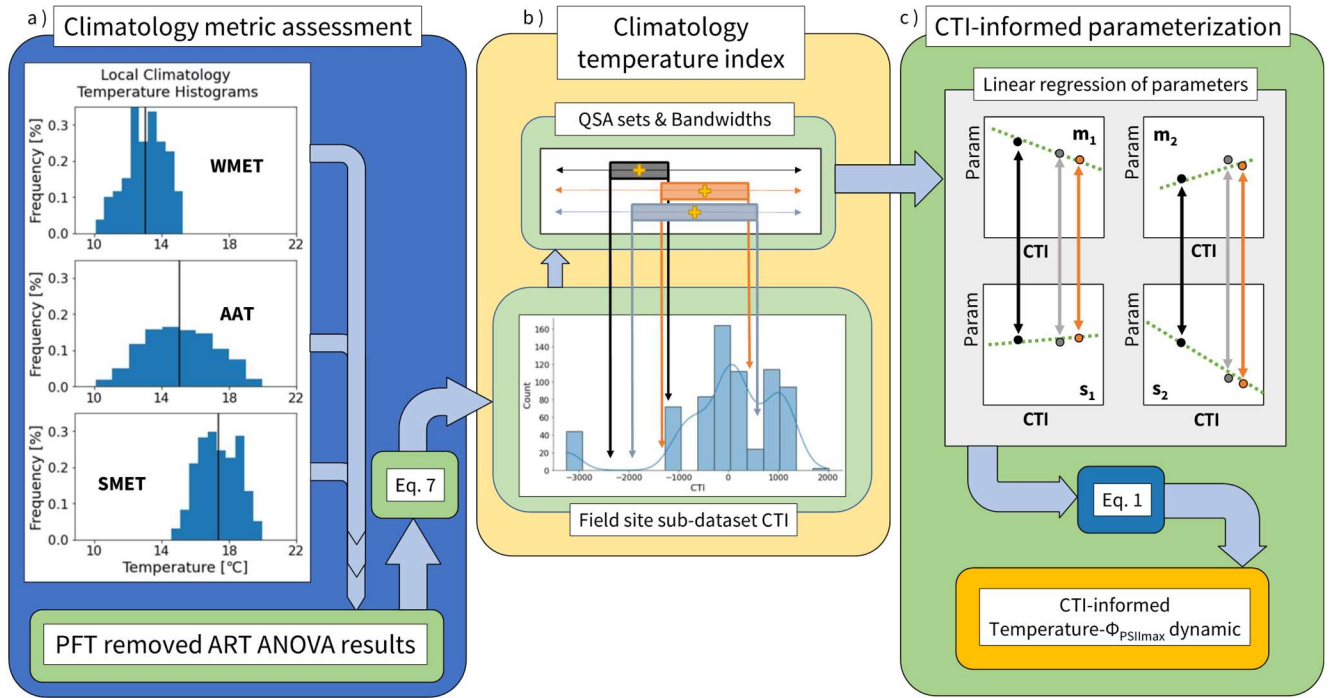 a )
Climatology metric assessment
Local Climatology
Temperature Histograms
Frequency [%]
0.3
0.2
0.1
0.0
WMET
10
14
18
22
Frequency [%]
0.3
0.2
0.1
0.0
AAT
10
14
18
22
Frequency [%]
0.3
0.2
0.1
0.0
SMET
10
14
18
22
Temperature [°C]
Eq. 7
PFT removed ART ANOVA results
b )
Climatology
temperature index
QSA sets & Bandwidths
Count
160
140
120
100
80
60
40
20
0
−3000
−2000
−1000
0
1000
2000
CTI
Field site sub-dataset CTI
c )
CTI-informed parameterization
Linear regression of parameters
Param
m1
CTI
Param
m2
CTI
Param
s1
CTI
Param
s2
CTI
Eq. 1
CTI-informed
Temperature-ΦPSIImax dynamic